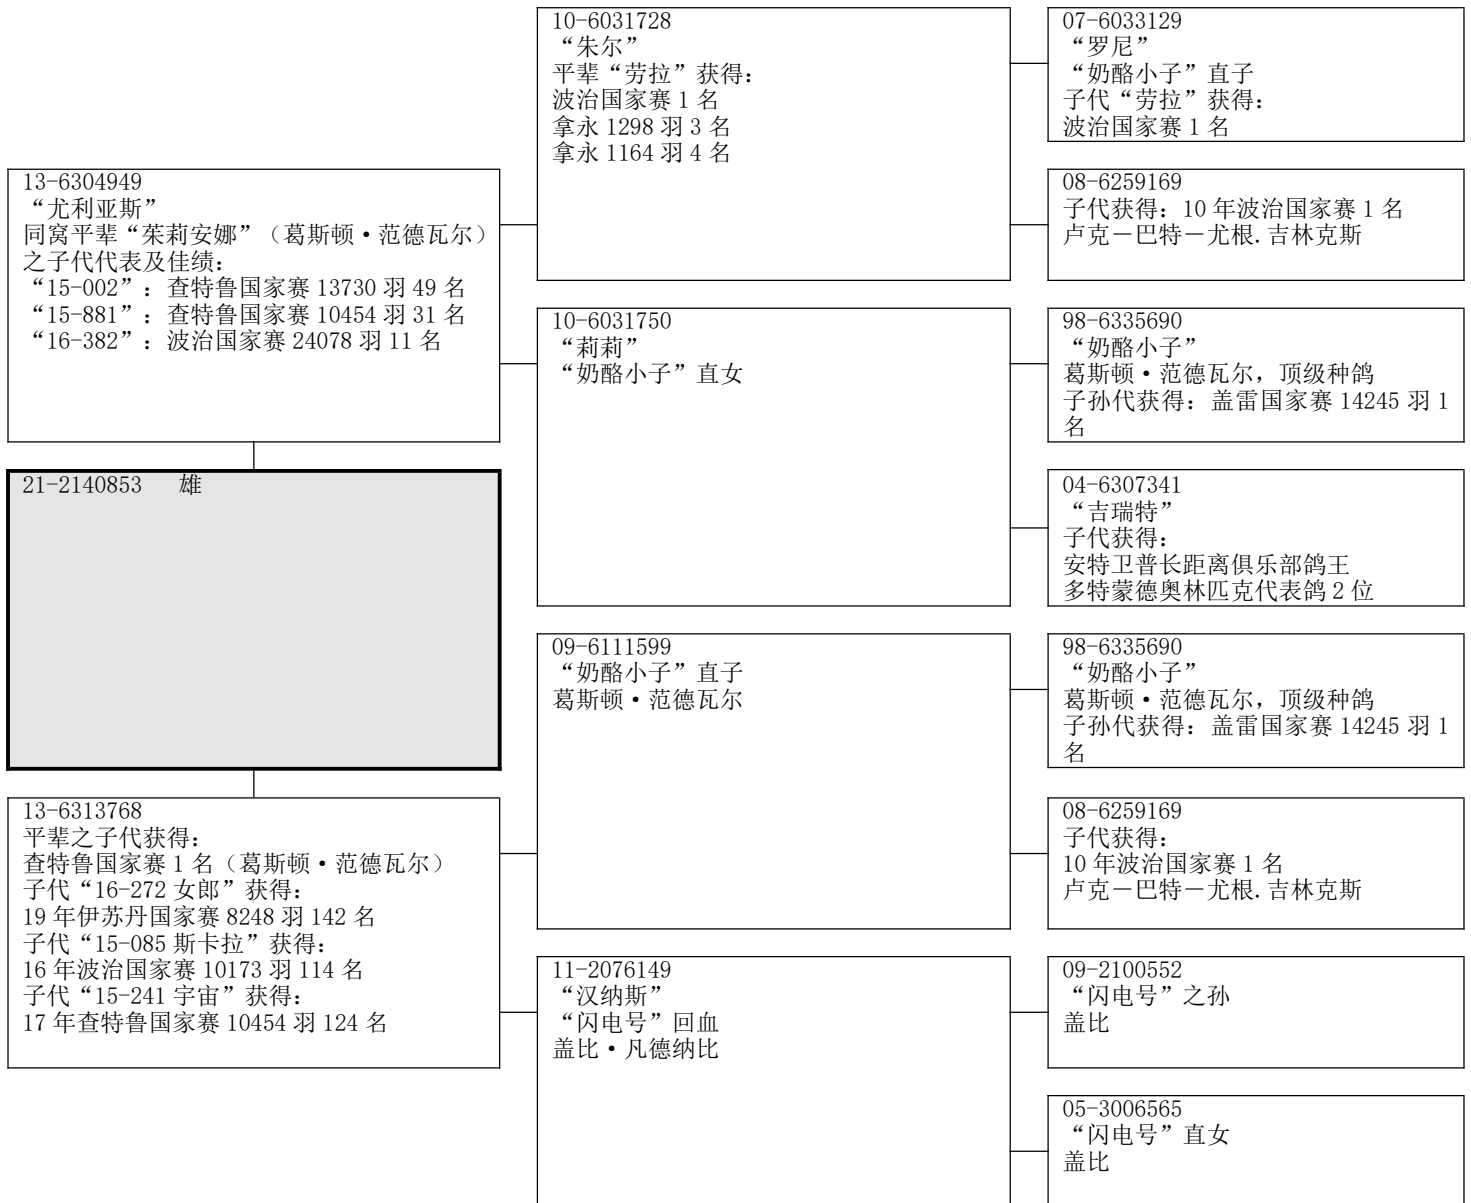 10-6031728
“朱尔”
平辈“劳拉”获得：
波治国家赛 1 名
拿永 1298 羽 3 名
拿永 1164 羽 4 名
07-6033129
“罗尼”
“奶酪小子”直子
子代“劳拉”获得：
波治国家赛 1 名
13-6304949
“尤利亚斯”
同窝平辈“茱莉安娜”（葛斯顿·范德瓦尔）
之子代代表及佳绩：
“15-002”：查特鲁国家赛 13730 羽 49 名
“15-881”：查特鲁国家赛 10454 羽 31 名
“16-382”：波治国家赛 24078 羽 11 名
08-6259169
子代获得：10 年波治国家赛 1 名
卢克－巴特－尤根.吉林克斯
10-6031750
“莉莉”
“奶酪小子”直女
98-6335690
“奶酪小子”
葛斯顿·范德瓦尔，顶级种鸽
子孙代获得：盖雷国家赛 14245 羽 1
名
21-2140853 雄
04-6307341
“吉瑞特”
子代获得：
安特卫普长距离俱乐部鸽王
多特蒙德奥林匹克代表鸽 2 位
09-6111599
“奶酪小子”直子
葛斯顿·范德瓦尔
98-6335690
“奶酪小子”
葛斯顿·范德瓦尔，顶级种鸽
子孙代获得：盖雷国家赛 14245 羽 1
名
13-6313768
平辈之子代获得：
查特鲁国家赛 1 名（葛斯顿·范德瓦尔）
子代“16-272 女郎”获得：
19 年伊苏丹国家赛 8248 羽 142 名
子代“15-085 斯卡拉”获得：
16 年波治国家赛 10173 羽 114 名
子代“15-241 宇宙”获得：
17 年查特鲁国家赛 10454 羽 124 名
08-6259169
子代获得：
10 年波治国家赛 1 名
卢克－巴特－尤根.吉林克斯
11-2076149
“汉纳斯”
“闪电号”回血
盖比·凡德纳比
09-2100552
“闪电号”之孙
盖比
05-3006565
“闪电号”直女
盖比